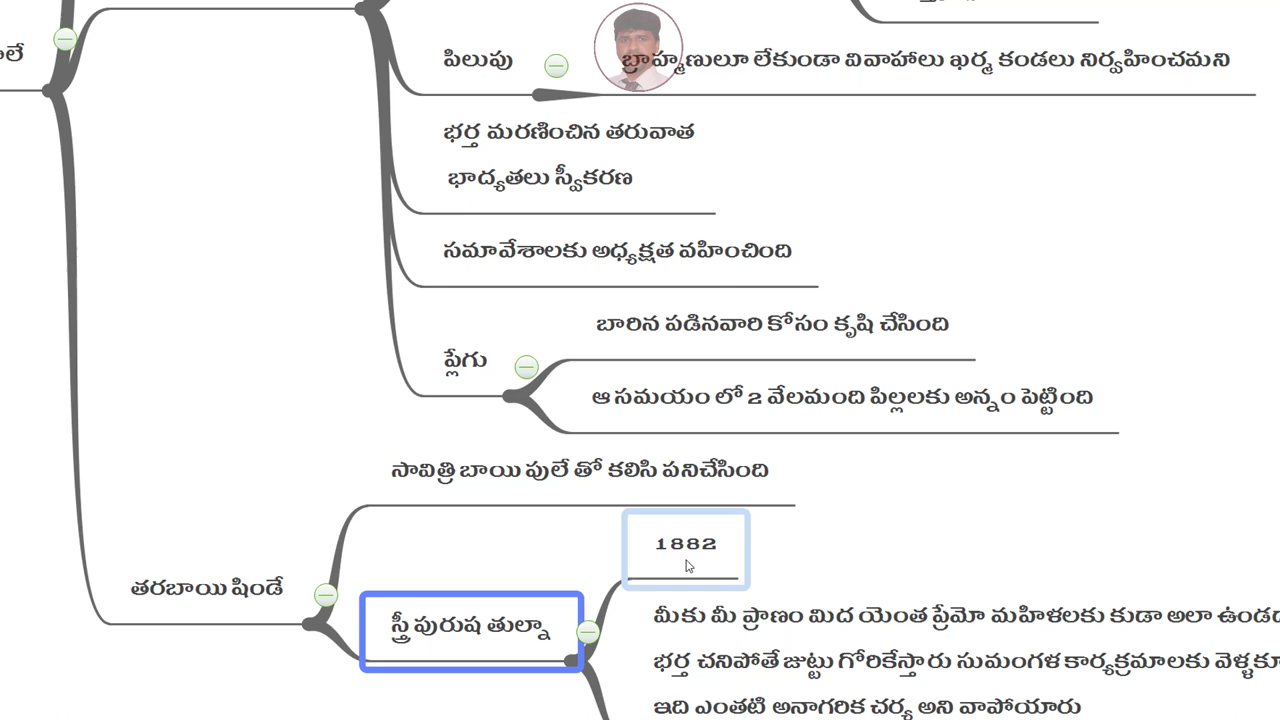 పిలుపు
బ్రాహ్మణులూ లేకుండా వివాహాలు ఖర్మ కండలు నిర్వహించమని
భర్త మరణించిన తరువాత
భాద్యతలు స్వీకరణ
సమావేశాలకు అధ్యక్షత వహించింది
బారిన పడినవారి కోసం కృషి చేసింది
ప్లేగు
ఆ సమయం లో 2 వేలమంది పిల్లలకు అన్నం పెట్టింది
సావిత్రి బాయి పులే తో కలిసి పనిచేసింది
1882
తరబాయి షిండే
స్త్రీ పురుష తుల్నా
మీకు మీ ప్రాణం మిద యెంత ప్రేమో మహిళలకు కుడా అలా
భర్త చనిపోతే జుట్టు గోరికేస్తారు సుమంగళ కార్యక్రమాలకు
ఇది ఎంతటి అనాగరిక చర్య అని వాపోయారు